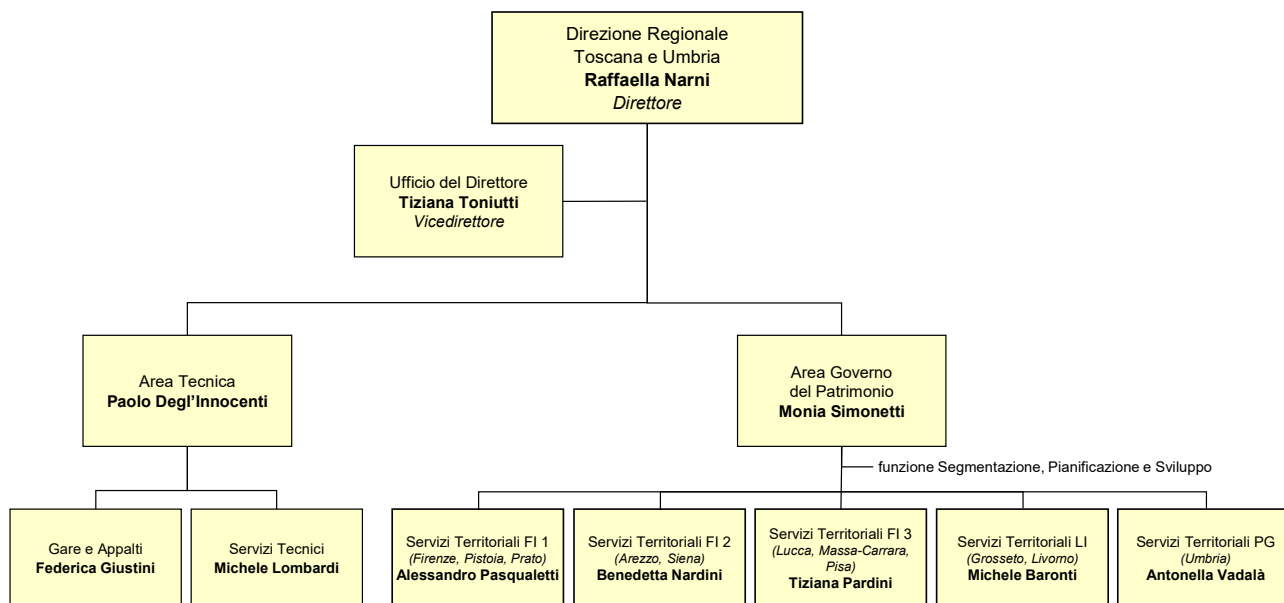 Direzione Regionale
Toscana e Umbria
Raffaella Narni
Direttore
Ufficio del Direttore
Tiziana Toniutti
Vicedirettore
Area Tecnica
Paolo Degl'Innocenti
Area Governo
del Patrimonio
Monia Simonetti
funzione Segmentazione, Pianificazione e Sviluppo
Gare e Appalti
Federica Giustini
Servizi Tecnici
Michele Lombardi
Servizi Territoriali FI 1
(Firenze, Pistoia, Prato)
Alessandro Pasqualetti
Servizi Territoriali FI 2
(Arezzo, Siena)
Benedetta Nardini
Servizi Territoriali FI 3
(Lucca, Massa-Carrara,
Pisa)
Tiziana Pardini
Servizi Territoriali LI
(Grosseto, Livorno)
Michele Baronti
Servizi Territoriali PG
(Umbria)
Antonella Vadalà